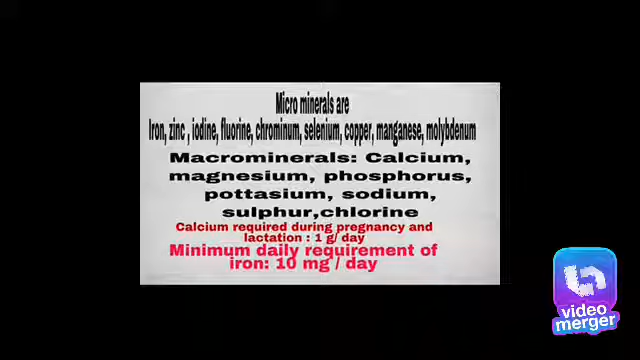 Micro minerals are
Iron, zinc , iodine, fluorine, chrominum, selenium, copper, manganese, molybdenum
Macrominerals: Calcium,
magnesium, phosphorus,
pottasium, sodium,
sulphur,chlorine
Calcium required during pregnancy and
lactation : 1 g/ day
Minimum daily requirement of
iron: 10 mg / day
video
merger